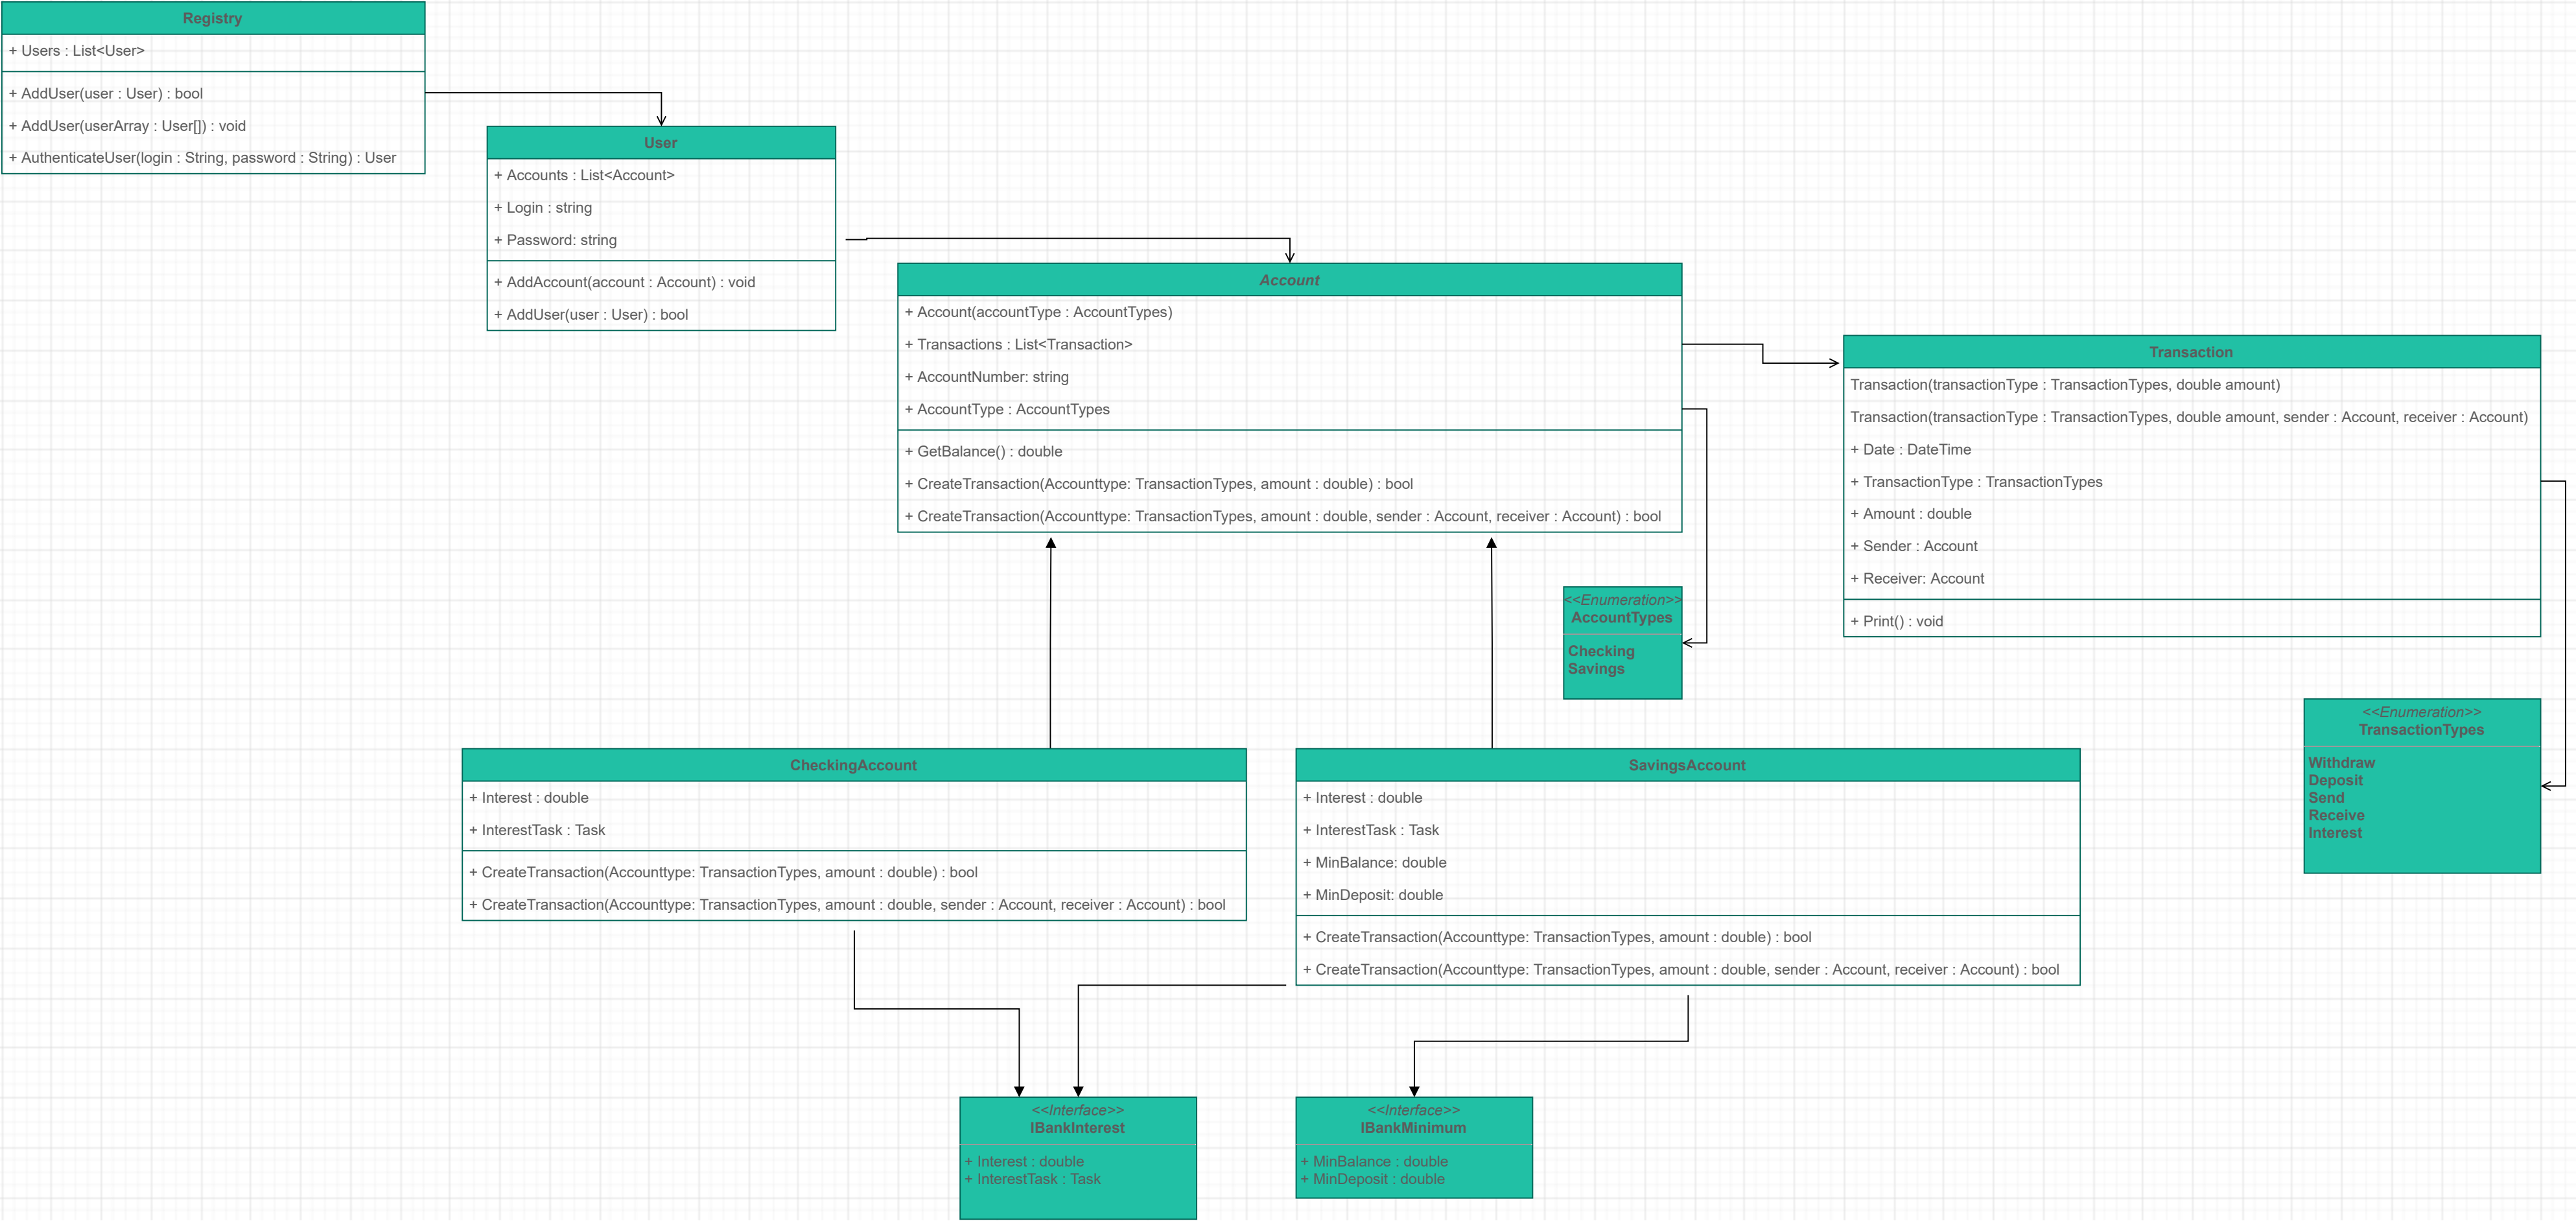 Registry
+ Users : List<User>
+ AddUser(user : User) : bool
+ AddUser(userArray : User[]) : void
+ AuthenticateUser(login : String, password : String) : User
User
+ Accounts : List<Account>
+ Login : string
+ Password: string
+ AddAccount(account : Account) : void
+ AddUser(user : User) : bool
Account
+ Account(accountType : AccountTypes)
+ Transactions : List<Transaction>
+ AccountNumber: string
+ AccountType : AccountTypes
+ GetBalance() : double
+ CreateTransaction(Accounttype: TransactionTypes, amount : double) : bool
+ CreateTransaction(Accounttype: TransactionTypes, amount : double, sender : Account, receiver : Account) : bool
Transaction
Transaction(transactionType : TransactionTypes, double amount)
Transaction(transactionType : TransactionTypes, double amount, sender : Account, receiver : Account)
+ Date : DateTime
+ TransactionType : TransactionTypes
+ Amount : double
+ Sender : Account
+ Receiver: Account
+ Print() : void
<<Enumeration>>
AccountTypes
Checking
Savings
<<Enumeration>>
TransactionTypes
Withdraw
Deposit
Send
Receive
Interest
CheckingAccount
+ Interest : double
+ InterestTask : Task
+ CreateTransaction(Accounttype: TransactionTypes, amount : double) : bool
+ CreateTransaction(Accounttype: TransactionTypes, amount : double, sender : Account, receiver : Account) : bool
SavingsAccount
+ Interest : double
+ InterestTask : Task
+ MinBalance: double
+ MinDeposit: double
+ CreateTransaction(Accounttype: TransactionTypes, amount : double) : bool
+ CreateTransaction(Accounttype: TransactionTypes, amount : double, sender : Account, receiver : Account) : bool
<<Interface>>
IBankInterest
+ Interest : double
+ InterestTask : Task
<<Interface>>
IBankMinimum
+ MinBalance : double
+ MinDeposit : double